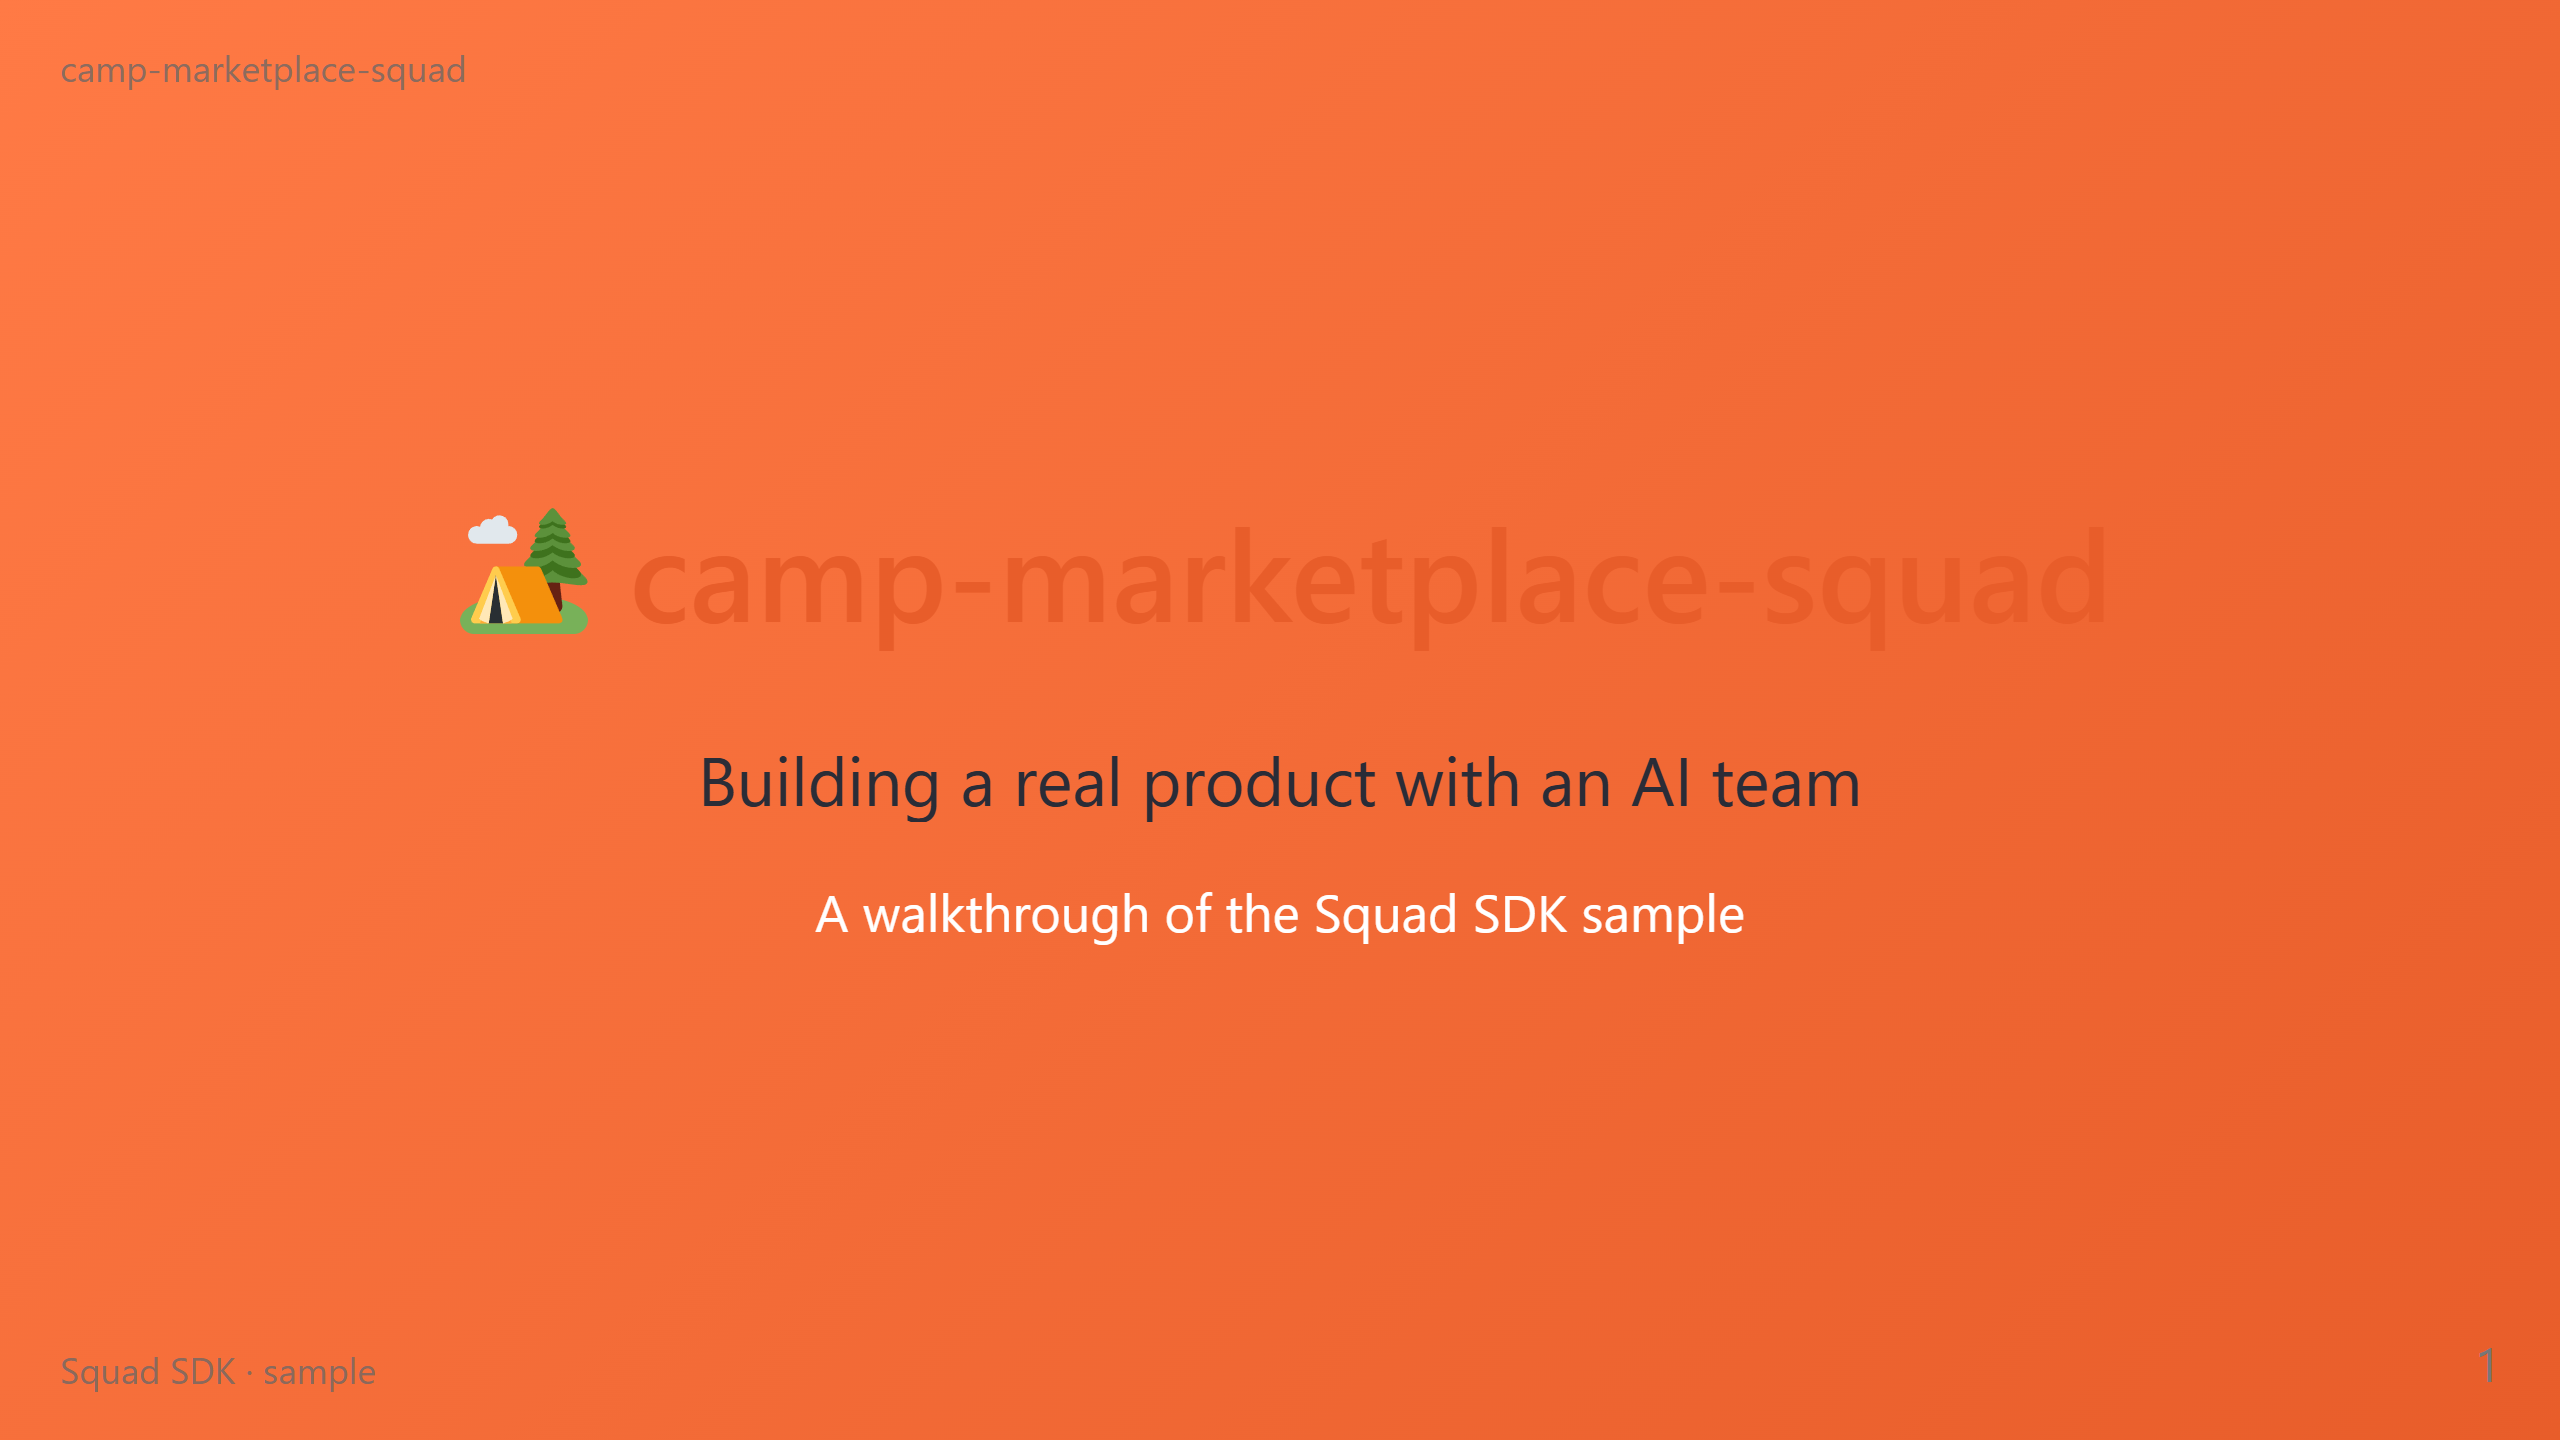 camp-marketplace-squad
camp-marketplace-squad
Building a real product with an AI team
A walkthrough of the Squad SDK sample
Squad SDK · sample
1